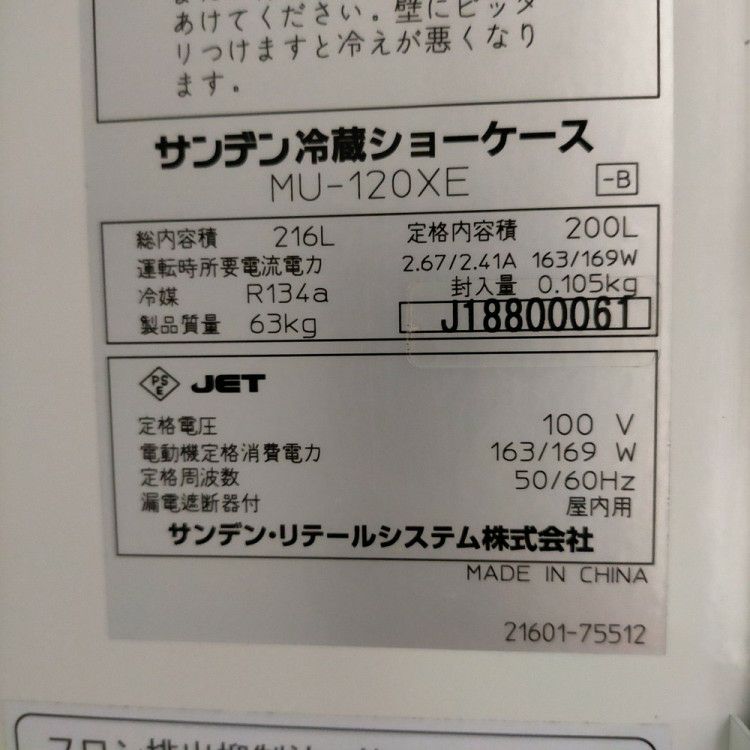 あけてください。壁にピッタ
リつけますと冷えが悪くなり
ます。
サンデン冷蔵ショーケース
MU-120XE -B
総内容積 216L 定格内容積 200L
運転時所要電流電力 2.67/2.41A 163/169W
冷媒 R134a 封入量 0.105kg
製品質量 63kg J18800061
PSE JET
定格電圧 100 V
電動機定格消費電力 163/169 W
定格周波数 50/60Hz
漏電遮断器付 屋内用
サンデン・リテールシステム株式会社
MADE IN CHINA
21601-75512